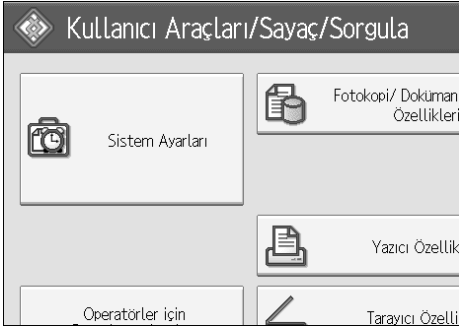 Kullanıcı Araçları/Sayaç/Sorgula
Sistem Ayarları
Fotokopi/ Doküman
Özellikleri
Yazıcı Özellik
Operatörler için
Tarayıcı Özelli